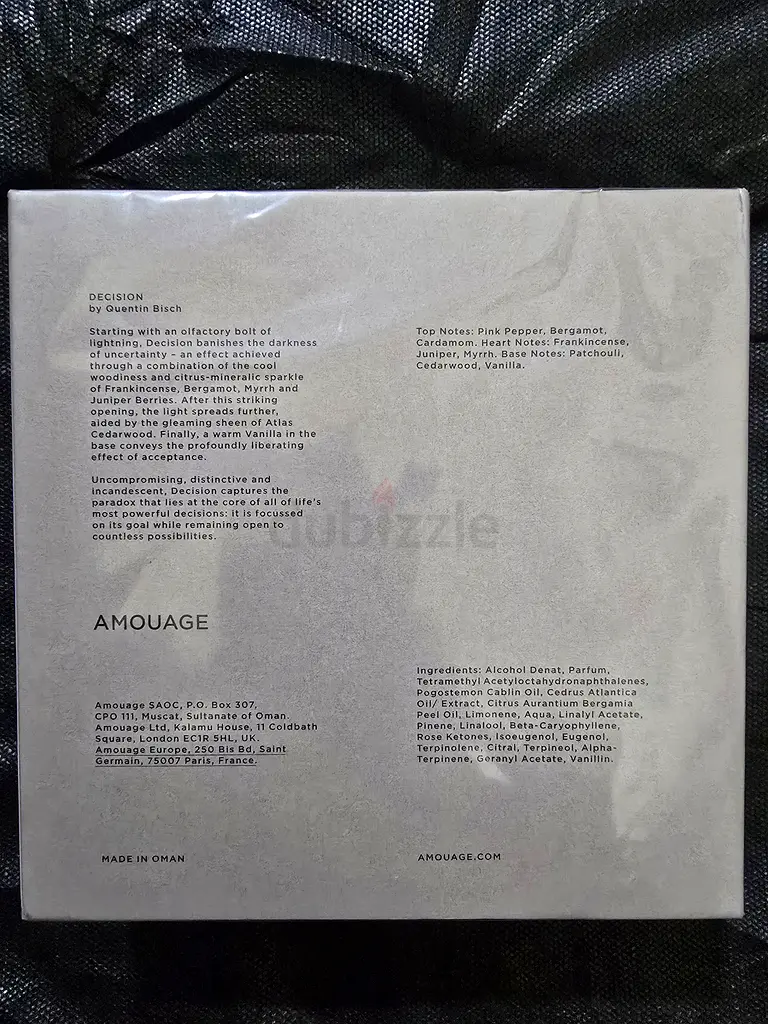 DECISION
by Quentin Bisch
Starting with an olfactory bolt of
lightning, Decision banishes the darkness
of uncertainty – an effect achieved
through a combination of the cool
woodiness and citrus-mineralic sparkle
of Frankincense, Bergamot, Myrrh and
Juniper Berries. After this striking
opening, the light spreads further,
aided by the gleaming sheen of Atlas
Cedarwood. Finally, a warm Vanilla in the
base conveys the profoundly liberating
effect of acceptance.
Uncompromising, distinctive and
incandescent, Decision captures the
paradox that lies at the core of all of life's
most powerful decisions: it is focussed
on its goal while remaining open to
countless possibilities.
Top Notes: Pink Pepper, Bergamot,
Cardamom. Heart Notes: Frankincense,
Juniper, Myrrh. Base Notes: Patchouli,
Cedarwood, Vanilla.
dubizzle
AMOUAGE
Amouage SAOC, P.O. Box 307,
CPO 111, Muscat, Sultanate of Oman.
Amouage Ltd, Kalamu House, 11 Coldbath
Square, London EC1R 5HL, UK.
Amouage Europe, 250 Bis Bd, Saint
Germain, 75007 Paris, France.
Ingredients: Alcohol Denat, Parfum,
Tetramethyl Acetyloctahydronaphthalenes,
Pogostemon Cablin Oil, Cedrus Atlantica
Oil/ Extract, Citrus Aurantium Bergamia
Peel Oil, Limonene, Aqua, Linalyl Acetate,
Pinene, Linalool, Beta-Caryophyllene,
Rose Ketones, Isoeugenol, Eugenol,
Terpinolene, Citral, Terpineol, Alpha-
Terpinene, Geranyl Acetate, Vanillin.
MADE IN OMAN
AMOUAGE.COM